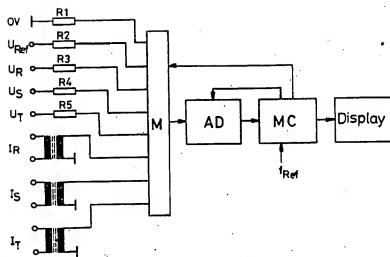 0V R1
U_Ref R2
U_R R3
U_S R4
U_T R5
I_R
I_S
I_T
M
AD
MC
Display
f_Ref